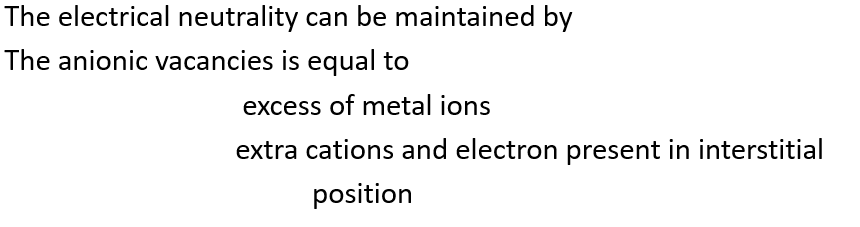 The electrical neutrality can be maintained by
The anionic vacancies is equal to
excess of metal ions
extra cations and electron present in interstitial
position